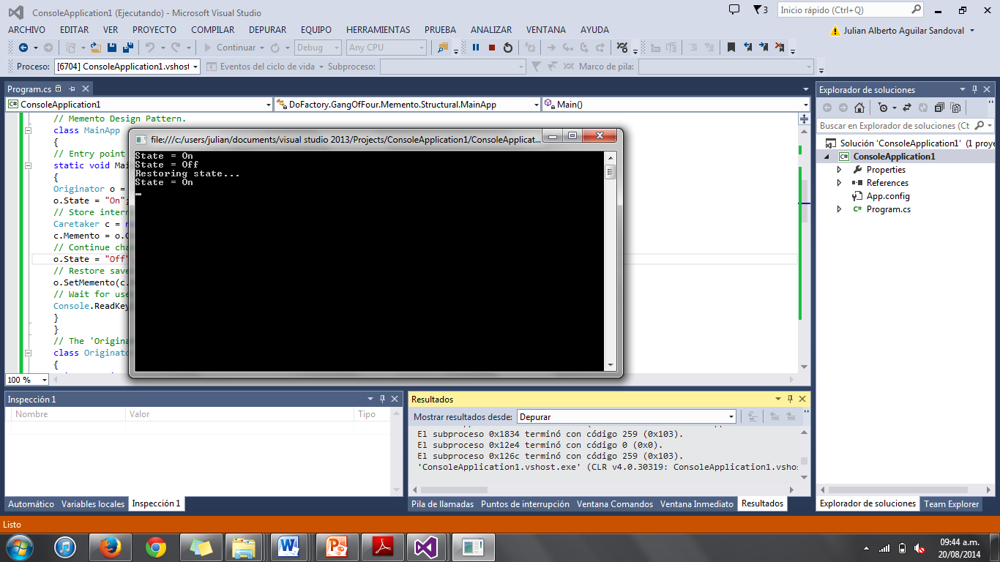 ConsoleApplication1 (Ejecutando) - Microsoft Visual Studio
3
Inicio rápido (Ctrl+Q)
ARCHIVO EDITAR VER PROYECTO COMPILAR DEPURAR EQUIPO HERRAMIENTAS PRUEBA ANALIZAR VENTANA AYUDA
Julian Alberto Aguilar Sandoval
Continuar Debug Any CPU
Proceso: [6704] ConsoleApplication1.vshost Eventos del ciclo de vida Subproceso: Marco de pila:
Program.cs
ConsoleApplication1 DoFactory.GangOfFour.Memento.Structural.MainApp Main()
// Memento Design Pattern.
class MainApp
{
// Entry point
static void Mai
{
Originator o =
o.State = "On";
// Store intern
Caretaker c = n
c.Memento = o.C
// Continue cha
o.State = "Off"
// Restore save
o.SetMemento(c.
// Wait for use
Console.ReadKey
}
}
// The 'Origina
class Originato
{
100 %
file:///c:/users/julian/documents/visual studio 2013/Projects/ConsoleApplication1/ConsoleApplicat...
State = On
State = Off
Restoring state...
State = On
Explorador de soluciones
Buscar en Explorador de soluciones (Ct
Solución 'ConsoleApplication1' (1 proye
C# ConsoleApplication1
Properties
References
App.config
C# Program.cs
Inspección 1
Nombre Valor Tipo
Automático Variables locales Inspección 1
Resultados
Mostrar resultados desde: Depurar
El subproceso 0x1834 terminó con código 259 (0x103).
El subproceso 0x12e4 terminó con código 0 (0x0).
El subproceso 0x126c terminó con código 259 (0x103).
'ConsoleApplication1.vshost.exe' (CLR v4.0.30319: ConsoleApplication1.vshos
Pila de llamadas Puntos de interrupción Ventana Comandos Ventana Inmediato Resultados
Explorador de soluciones Team Explorer
Listo
09:44 a.m.
20/08/2014